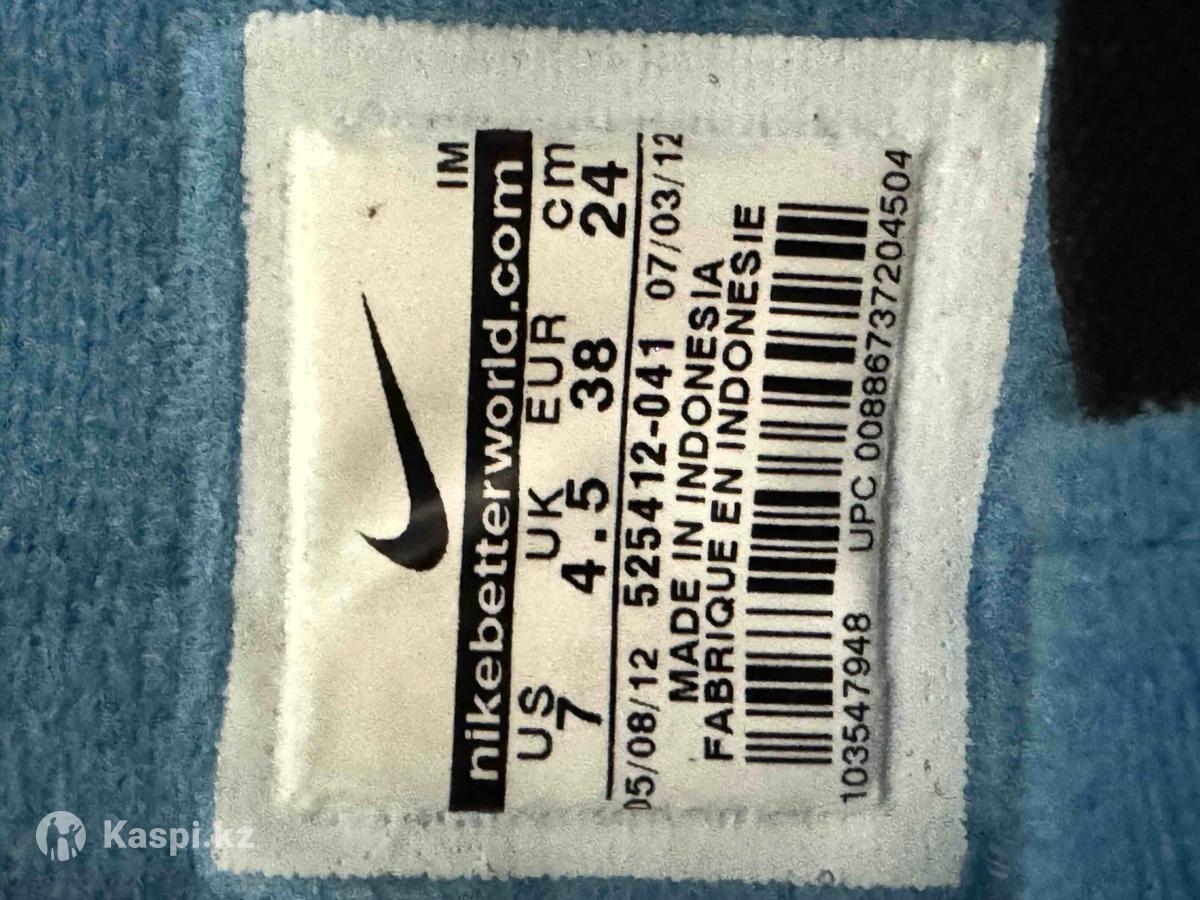 IM
nikebetterworld.com
US UK EUR cm
7 4.5 38 24
05/08/12 525412-041 07/03/12
MADE IN INDONESIA
FABRIQUE EN INDONESIE
103547948 UPC 00886737204504
Kaspi.kz